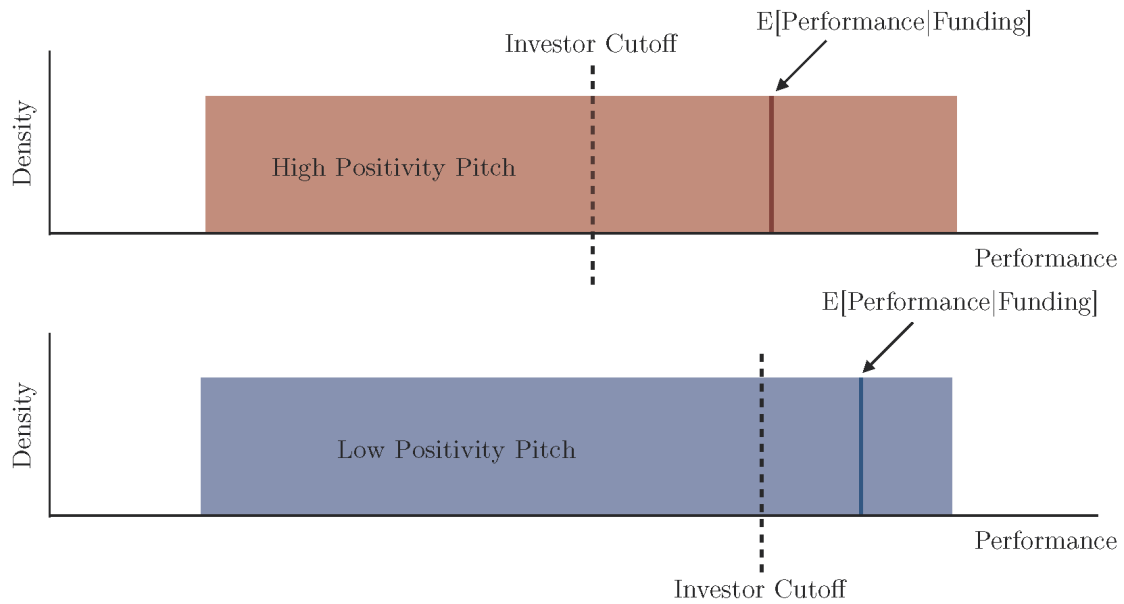 E[Performance|Funding]
Investor Cutoff
Density
High Positivity Pitch
Performance
E[Performance|Funding]
Density
Low Positivity Pitch
Performance
Investor Cutoff